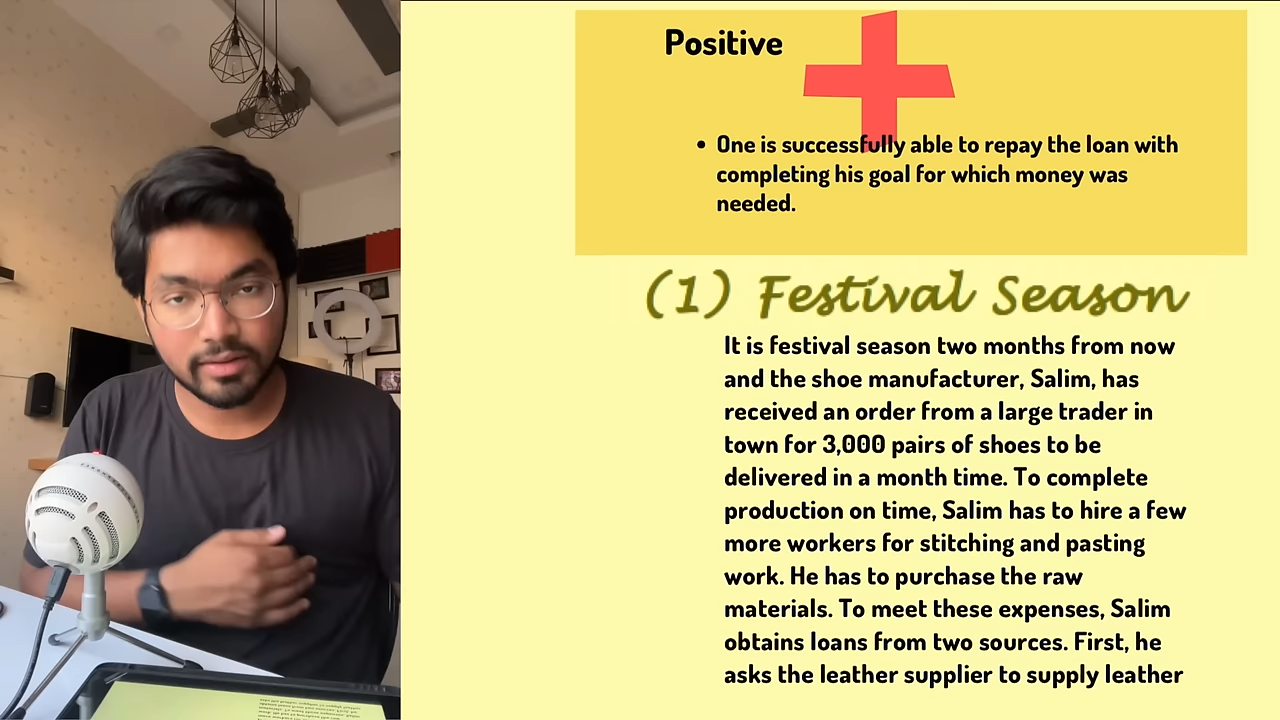 Positive
• One is successfully able to repay the loan with
completing his goal for which money was
needed.
(1) Festival Season
It is festival season two months from now
and the shoe manufacturer, Salim, has
received an order from a large trader in
town for 3,000 pairs of shoes to be
delivered in a month time. To complete
production on time, Salim has to hire a few
more workers for stitching and pasting
work. He has to purchase the raw
materials. To meet these expenses, Salim
obtains loans from two sources. First, he
asks the leather supplier to supply leather